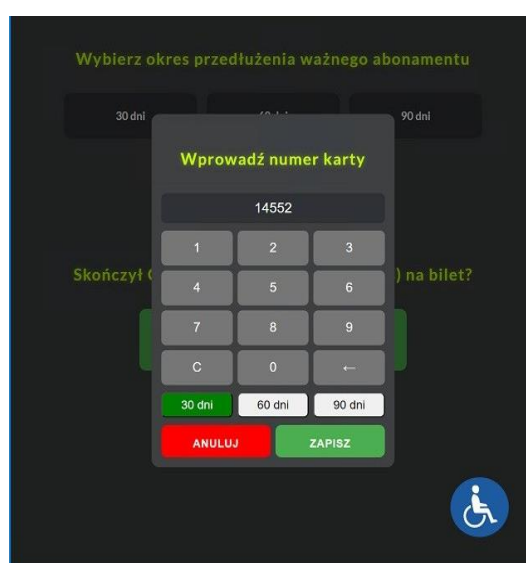 Wybierz okres przedłużenia ważnego abonamentu
30 dni 90 dni
Wprowadź numer karty
14552
1 2 3
Skończył ) na bilet?
4 5 6
7 8 9
C 0 ←
30 dni 60 dni 90 dni
ANULUJ ZAPISZ